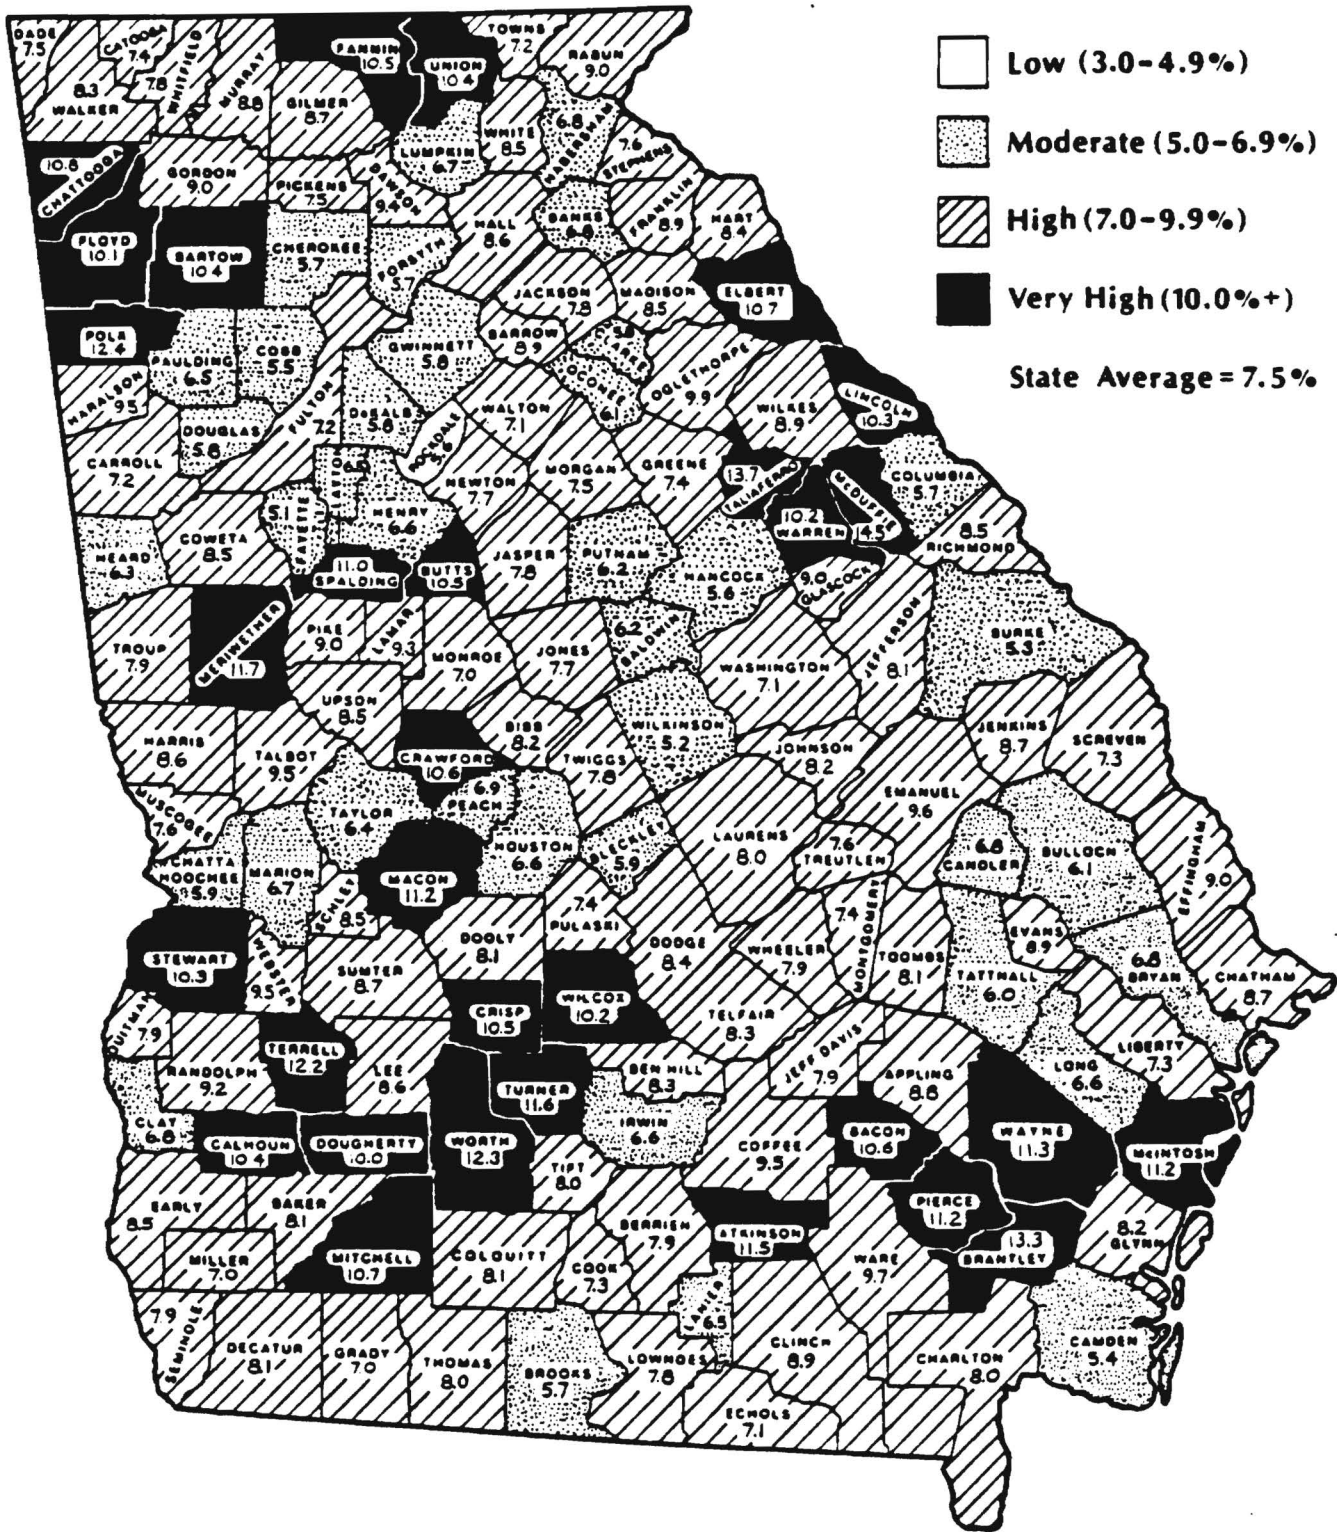 Low (3.0-4.9%)
Moderate (5.0-6.9%)
High (7.0-9.9%)
Very High (10.0%+)
State Average = 7.5%
DADE
7.5
CATOOGA
7.4
8.3
WALKER
7.8
WHITFIELD
MURRAY
8.8
FANNIN
10.5
UNION
10.4
TOWNS
7.2
RABUN
9.0
GILMER
8.7
LUMPKIN
6.7
WHITE
8.5
6.8
HABERSHAM
7.6
STEPHENS
10.8
CHATTOOGA
GORDON
9.0
PICKENS
7.5
DAWSON
9.4
HALL
8.6
BANKS
6.8
FRANKLIN
8.9
HART
8.4
FLOYD
10.1
BARTOW
10.4
CHEROKEE
5.7
FORSYTH
5.7
JACKSON
7.8
MADISON
8.5
ELBERT
10.7
POLK
12.4
PAULDING
6.5
COBB
5.5
GWINNETT
5.8
BARROW
8.9
5.8
CLARKE
OCONEE
6.1
OGLETHORPE
9.9
WILKES
8.9
LINCOLN
10.3
HARALSON
9.5
DOUGLAS
5.8
FULTON
7.2
DeKALB
5.8
ROCKDALE
5.6
WALTON
7.1
CARROLL
7.2
6.0
CLAYTON
NEWTON
7.7
MORGAN
7.5
GREENE
7.4
13.7
TALIAFERRO
10.2
WARREN
McDUFFIE
14.5
COLUMBIA
5.7
8.5
RICHMOND
HEARD
6.3
COWETA
8.5
5.1
FAYETTE
HENRY
6.6
11.0
SPALDING
BUTTS
10.5
JASPER
7.8
PUTNAM
6.2
HANCOCK
5.6
9.0
GLASCOCK
JEFFERSON
8.1
BURKE
5.3
TROUP
7.9
MERIWETHER
11.7
PIKE
9.0
LAMAR
9.3
MONROE
7.0
JONES
7.7
6.2
BALDWIN
WASHINGTON
7.1
UPSON
8.5
BIBB
8.2
WILKINSON
5.2
JENKINS
8.7
SCREVEN
7.3
HARRIS
8.6
TALBOT
9.5
CRAWFORD
10.6
TWIGGS
7.8
JOHNSON
8.2
EMANUEL
9.6
MUSCOGEE
7.6
TAYLOR
6.4
6.9
PEACH
HOUSTON
6.6
BLECKLEY
5.9
LAURENS
8.0
7.6
TREUTLEN
6.8
CANDLER
BULLOCH
6.1
EFFINGHAM
9.0
CHATTA
HOOCHEE
5.9
MARION
6.7
SCHLEY
8.5
MACON
11.2
7.4
PULASKI
DODGE
8.4
WHEELER
7.9
7.4
MONTGOMERY
TOOMBS
8.1
TATTNALL
6.0
EVANS
8.9
6.8
BRYAN
CHATHAM
8.7
STEWART
10.3
WEBSTER
9.5
SUMTER
8.7
DOOLY
8.1
CRISP
10.5
WILCOX
10.2
TELFAIR
8.3
QUITMAN
7.9
RANDOLPH
9.2
TERRELL
12.2
LEE
8.6
TURNER
11.6
BEN HILL
8.3
JEFF DAVIS
7.9
APPLING
8.8
LONG
6.6
LIBERTY
7.3
CLAY
6.8
CALHOUN
10.4
DOUGHERTY
10.0
WORTH
12.3
IRWIN
6.6
COFFEE
9.5
BACON
10.6
WAYNE
11.3
McINTOSH
11.2
TIFT
8.0
EARLY
8.5
BAKER
8.1
MITCHELL
10.7
COLQUITT
8.1
COOK
7.3
BERRIEN
7.9
ATKINSON
11.5
WARE
9.7
PIERCE
11.2
13.3
BRANTLEY
8.2
GLYNN
MILLER
7.0
7.9
SEMINOLE
DECATUR
8.1
GRADY
7.0
THOMAS
8.0
BROOKS
5.7
LOWNDES
7.8
LANIER
6.5
CLINCH
8.9
ECHOLS
7.1
CHARLTON
8.0
CAMDEN
5.4